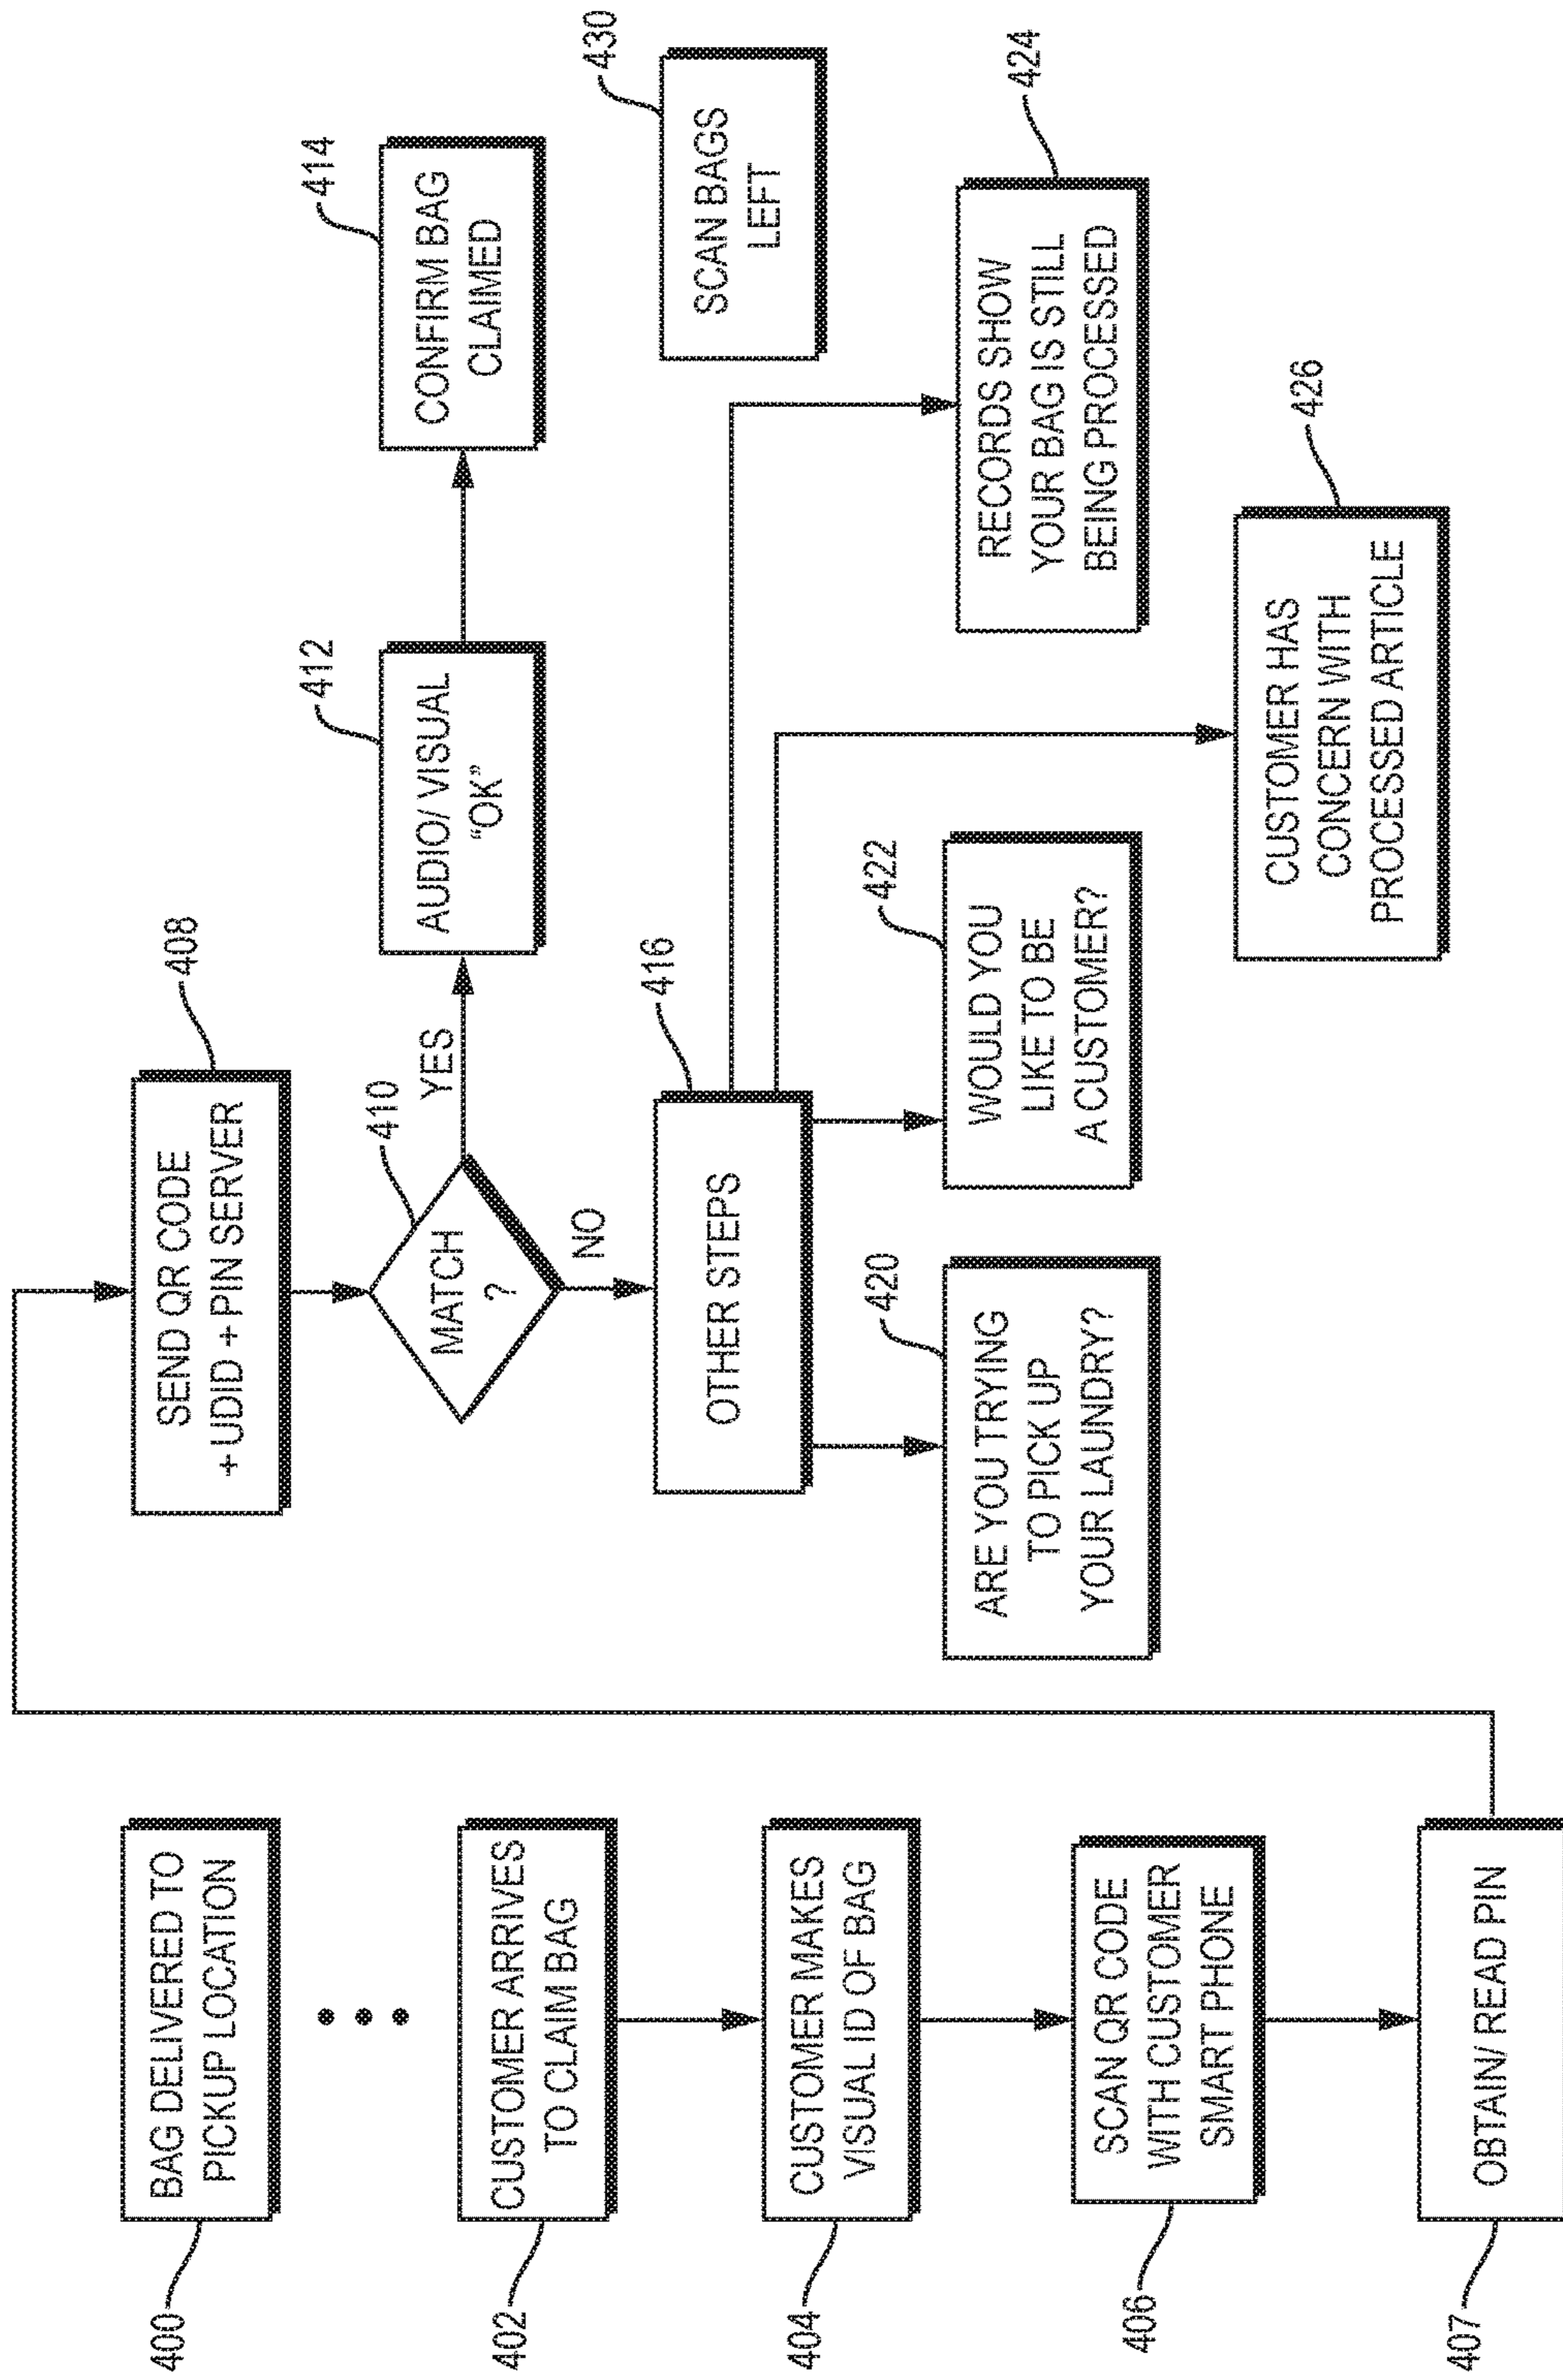 400
BAG DELIVERED TO
PICKUP LOCATION
402
CUSTOMER ARRIVES
TO CLAIM BAG
404
CUSTOMER MAKES
VISUAL ID OF BAG
406
SCAN QR CODE
WITH CUSTOMER
SMART PHONE
407
OBTAIN/ READ PIN
408
SEND QR CODE
+ UDID + PIN SERVER
410
MATCH
?
YES
NO
412
AUDIO/ VISUAL
"OK"
414
CONFIRM BAG
CLAIMED
416
OTHER STEPS
430
SCAN BAGS
LEFT
420
ARE YOU TRYING
TO PICK UP
YOUR LAUNDRY?
422
WOULD YOU
LIKE TO BE
A CUSTOMER?
424
RECORDS SHOW
YOUR BAG IS STILL
BEING PROCESSED
426
CUSTOMER HAS
CONCERN WITH
PROCESSED ARTICLE